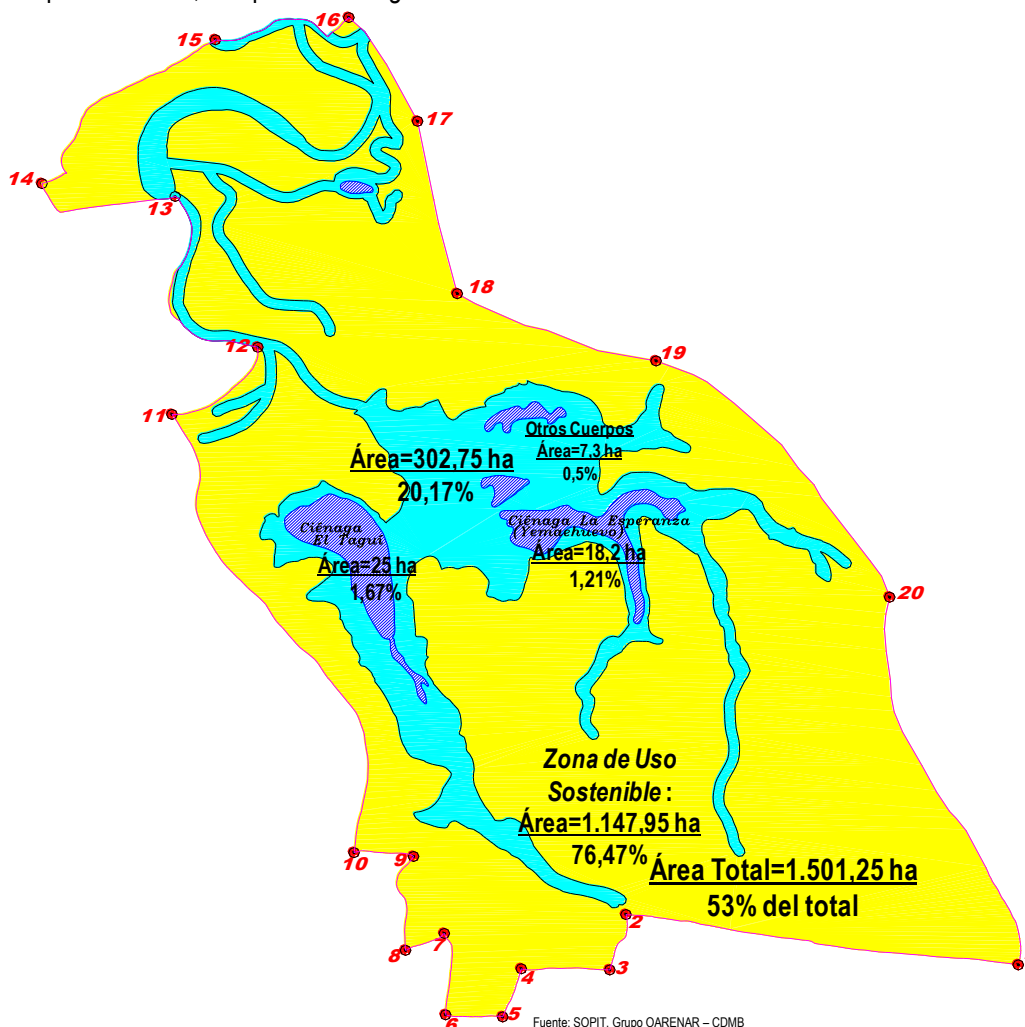 16
15
17
14
13
18
12
19
11
Otros Cuerpos
Área=7,3 ha
0,5%
Área=302,75 ha
20,17%
Ciénaga
El Tagui
Área=25 ha
1,67%
Ciénaga La Esperanza
(Yemaehuevo)
Área=18,2 ha
1,21%
20
Zona de Uso
Sostenible :
Área=1.147,95 ha
76,47%
Área Total=1.501,25 ha
53% del total
10
9
2
7
8
4
3
6
5
Fuente: SOPIT. Grupo OARENAR – CDMB